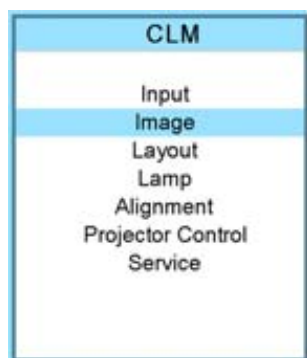 CLM
Input
Image
Layout
Lamp
Alignment
Projector Control
Service